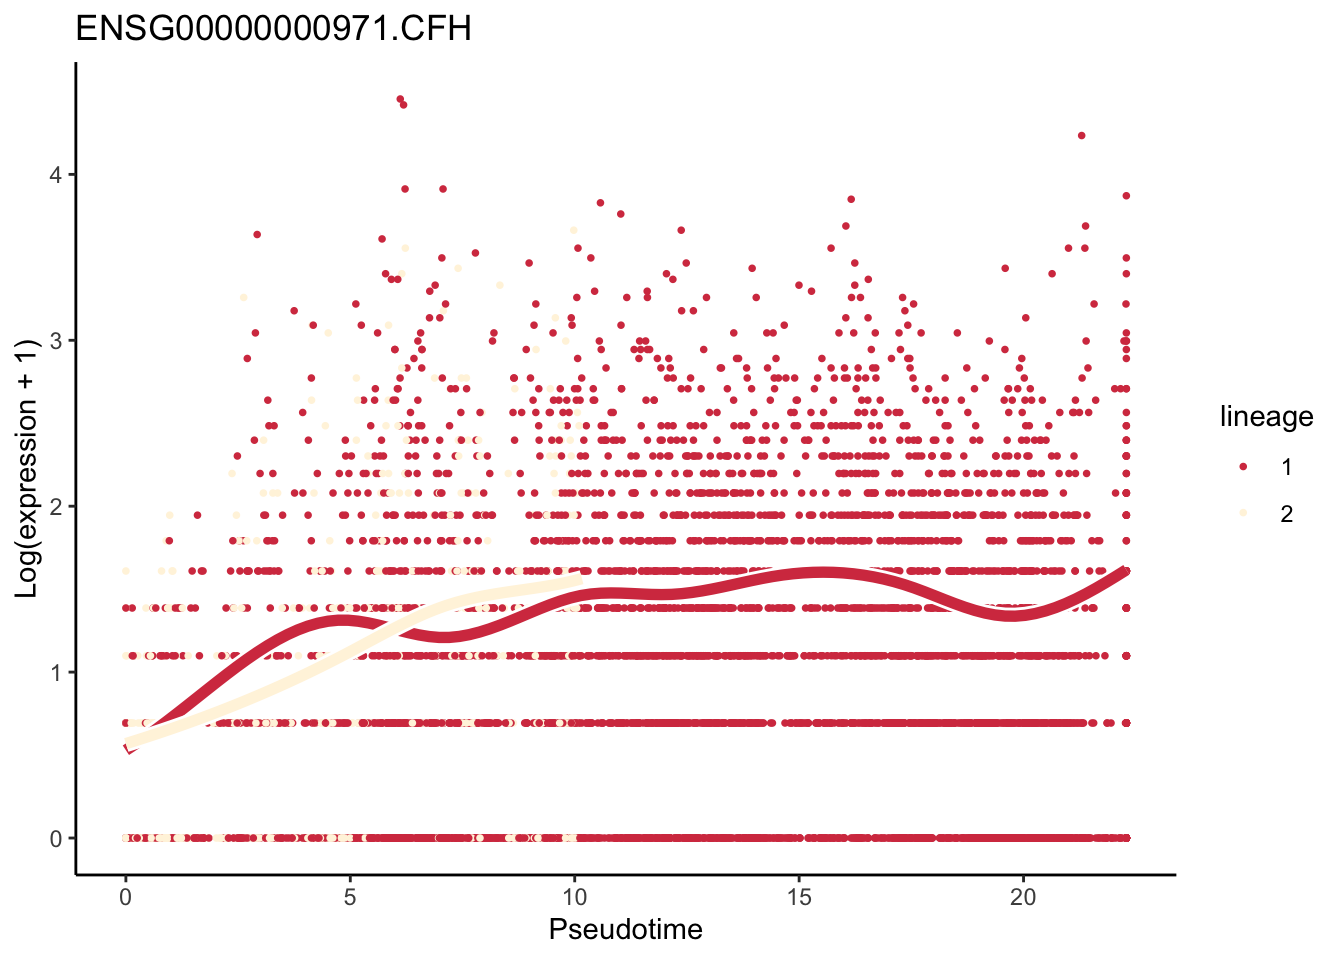 ENSG00000000971.CFH
Log(expression + 1)
4
3
2
1
0
0 5 10 15 20
Pseudotime
lineage
1
2